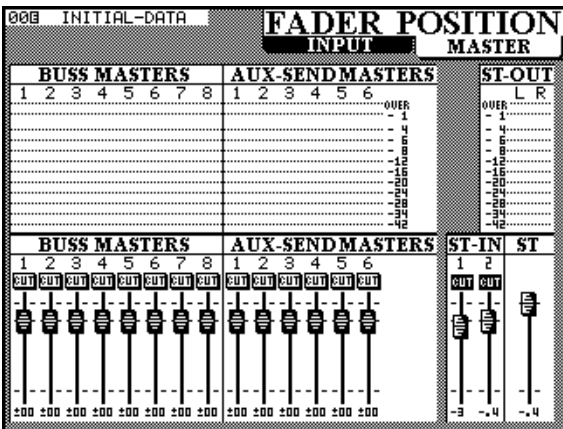 00 INITIAL-DATA
FADER POSITION
INPUT MASTER
BUSS MASTERS AUX-SEND MASTERS ST-OUT
1 2 3 4 5 6 7 8 1 2 3 4 5 6 L R
OVER OVER
- 1 - 1
- 4 - 4
- 6 - 6
- 8 - 8
-12 -12
-16 -16
-20 -20
-24 -24
-28 -28
-34 -34
-42 -42
BUSS MASTERS AUX-SEND MASTERS ST-IN ST
1 2 3 4 5 6 7 8 1 2 3 4 5 6 1 2
CUT CUT CUT CUT CUT CUT CUT CUT CUT CUT CUT CUT CUT CUT CUT CUT
±00 ±00 ±00 ±00 ±00 ±00 ±00 ±00 ±00 ±00 ±00 ±00 ±00 ±00 -3 -.4 -.4